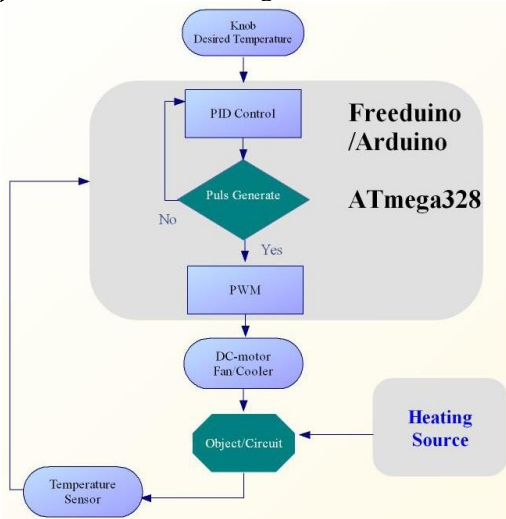 Knob
Desired Temperature
PID Control
Freeduino
/Arduino
ATmega328
Puls Generate
No
Yes
PWM
DC-motor
Fan/Cooler
Object/Circuit
Heating
Source
Temperature
Sensor